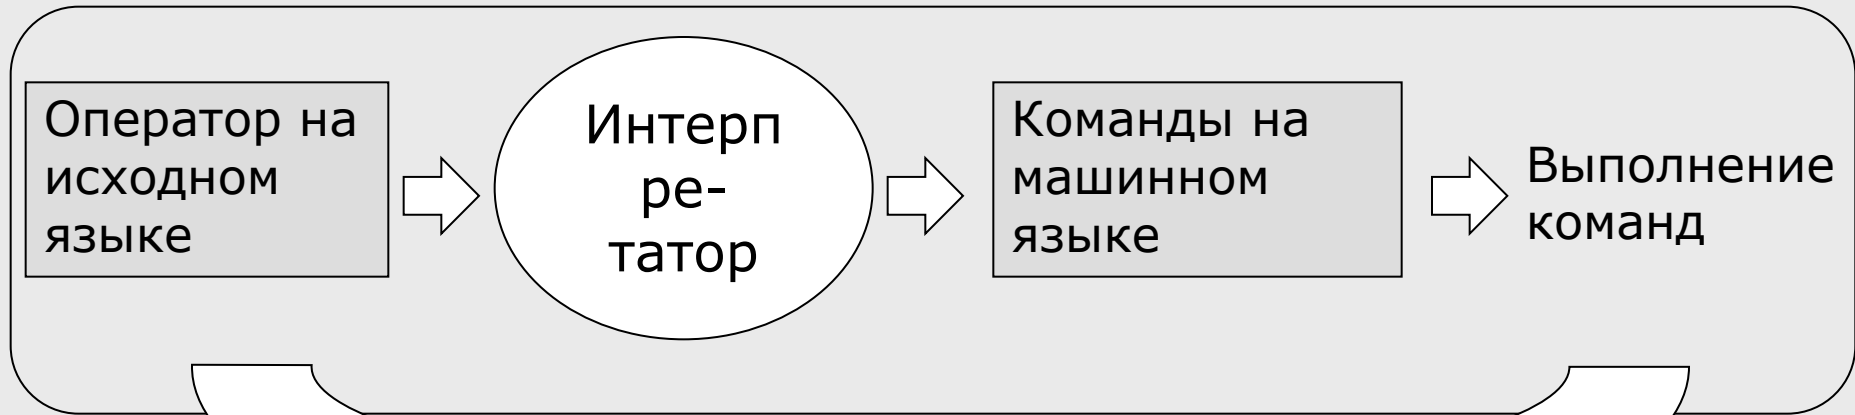 Оператор на
исходном
языке
Интерп
ре-
татор
Команды на
машинном
языке
Выполнение
команд